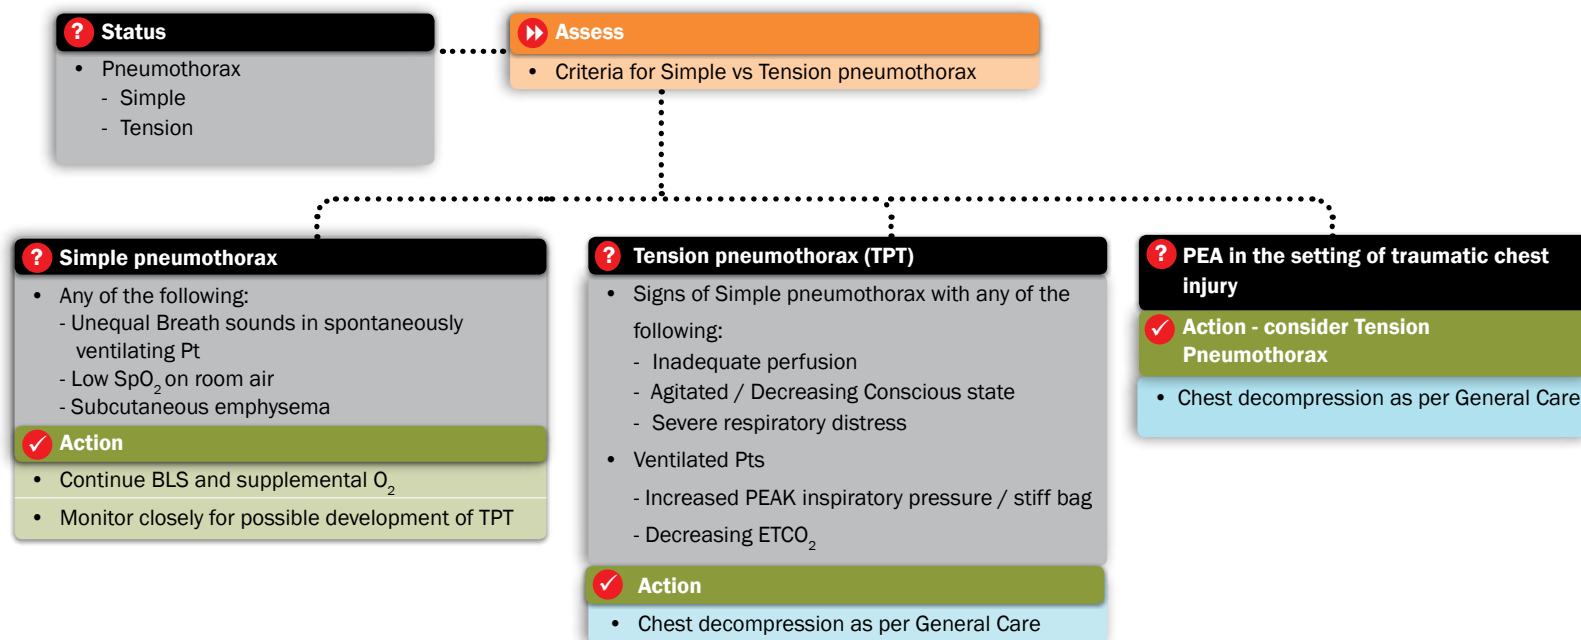 Status
• Pneumothorax
- Simple
- Tension
Assess
• Criteria for Simple vs Tension pneumothorax
Simple pneumothorax
• Any of the following:
- Unequal Breath sounds in spontaneously
ventilating Pt
- Low SpO₂ on room air
- Subcutaneous emphysema
Action
• Continue BLS and supplemental O₂
• Monitor closely for possible development of TPT
Tension pneumothorax (TPT)
• Signs of Simple pneumothorax with any of the
following:
- Inadequate perfusion
- Agitated / Decreasing Conscious state
- Severe respiratory distress
• Ventilated Pts
- Increased PEAK inspiratory pressure / stiff bag
- Decreasing ETCO₂
Action
• Chest decompression as per General Care
PEA in the setting of traumatic chest
injury
Action - consider Tension
Pneumothorax
• Chest decompression as per General Care